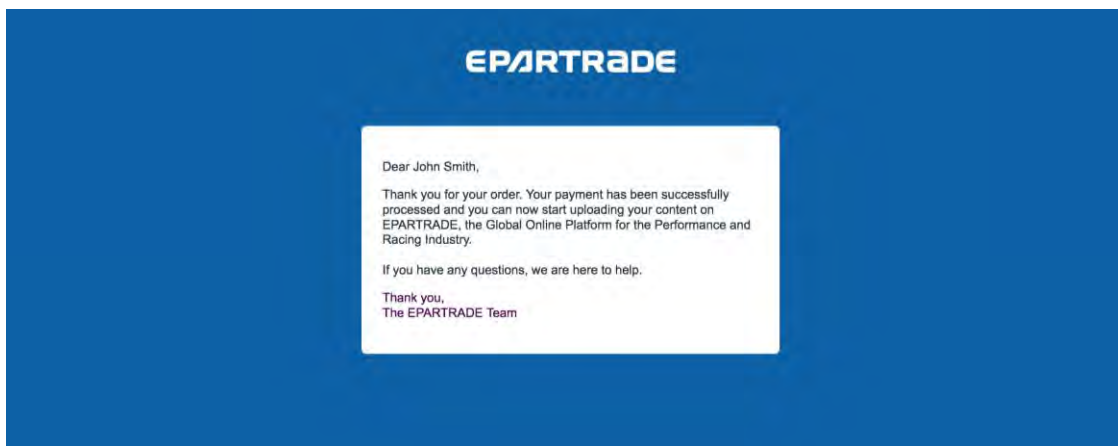 EPARTRADE
Dear John Smith,
Thank you for your order. Your payment has been successfully
processed and you can now start uploading your content on
EPARTRADE, the Global Online Platform for the Performance and
Racing Industry.
If you have any questions, we are here to help.
Thank you,
The EPARTRADE Team